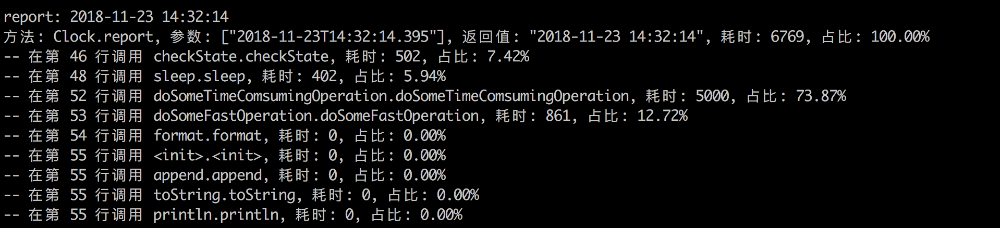 report: 2018-11-23 14:32:14
方法: Clock.report, 参数: ["2018-11-23T14:32:14.395"], 返回值: "2018-11-23 14:32:14", 耗时: 6769, 占比: 100.00%
-- 在第 46 行调用 checkState.checkState, 耗时: 502, 占比: 7.42%
-- 在第 48 行调用 sleep.sleep, 耗时: 402, 占比: 5.94%
-- 在第 52 行调用 doSomeTimeComsumingOperation.doSomeTimeComsumingOperation, 耗时: 5000, 占比: 73.87%
-- 在第 53 行调用 doSomeFastOperation.doSomeFastOperation, 耗时: 861, 占比: 12.72%
-- 在第 54 行调用 format.format, 耗时: 0, 占比: 0.00%
-- 在第 55 行调用 <init>.<init>, 耗时: 0, 占比: 0.00%
-- 在第 55 行调用 append.append, 耗时: 0, 占比: 0.00%
-- 在第 55 行调用 toString.toString, 耗时: 0, 占比: 0.00%
-- 在第 55 行调用 println.println, 耗时: 0, 占比: 0.00%